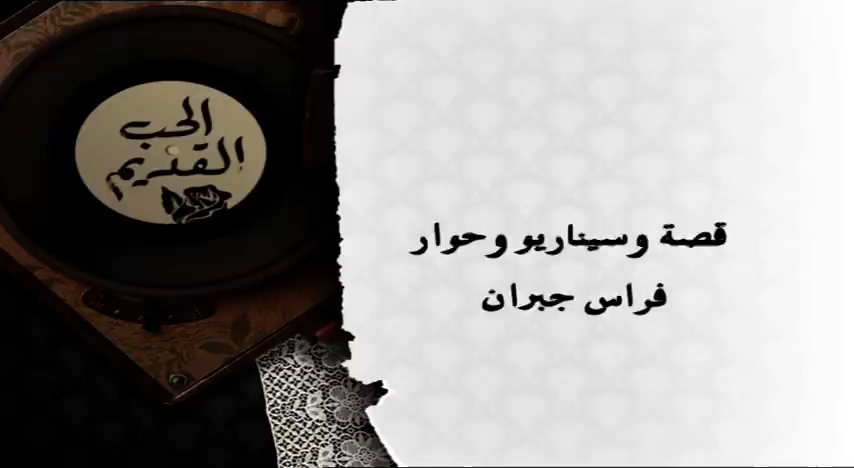 الحب
القديم
قصة وسيناريو وحوار
فراس جبران